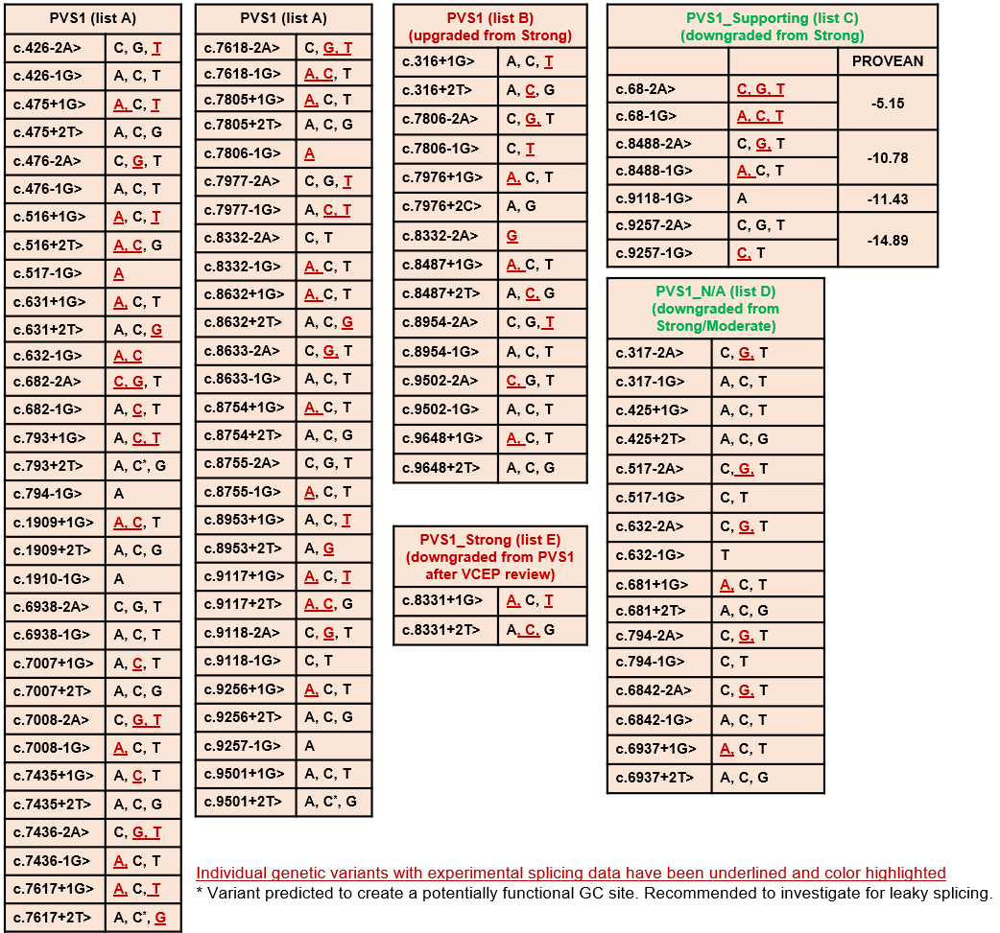 PVS1 (list A)
c.426-2A> C, G, T
c.426-1G> A, C, T
c.475+1G> A, C, T
c.475+2T> A, C, G
c.476-2A> C, G, T
c.476-1G> A, C, T
c.516+1G> A, C, T
c.516+2T> A, C, G
c.517-1G> A
c.631+1G> A, C, T
c.631+2T> A, C, G
c.632-1G> A, C
c.682-2A> C, G, T
c.682-1G> A, C, T
c.793+1G> A, C, T
c.793+2T> A, C*, G
c.794-1G> A
c.1909+1G> A, C, T
c.1909+2T> A, C, G
c.1910-1G> A
c.6938-2A> C, G, T
c.6938-1G> A, C, T
c.7007+1G> A, C, T
c.7007+2T> A, C, G
c.7008-2A> C, G, T
c.7008-1G> A, C, T
c.7435+1G> A, C, T
c.7435+2T> A, C, G
c.7436-2A> C, G, T
c.7436-1G> A, C, T
c.7617+1G> A, C, T
c.7617+2T> A, C*, G
PVS1 (list A)
c.7618-2A> C, G, T
c.7618-1G> A, C, T
c.7805+1G> A, C, T
c.7805+2T> A, C, G
c.7806-1G> A
c.7977-2A> C, G, T
c.7977-1G> A, C, T
c.8332-2A> C, T
c.8332-1G> A, C, T
c.8632+1G> A, C, T
c.8632+2T> A, C, G
c.8633-2A> C, G, T
c.8633-1G> A, C, T
c.8754+1G> A, C, T
c.8754+2T> A, C, G
c.8755-2A> C, G, T
c.8755-1G> A, C, T
c.8953+1G> A, C, T
c.8953+2T> A, G
c.9117+1G> A, C, T
c.9117+2T> A, C, G
c.9118-2A> C, G, T
c.9118-1G> C, T
c.9256+1G> A, C, T
c.9256+2T> A, C, G
c.9257-1G> A
c.9501+1G> A, C, T
c.9501+2T> A, C*, G
PVS1 (list B)
(upgraded from Strong)
c.316+1G> A, C, T
c.316+2T> A, C, G
c.7806-2A> C, G, T
c.7806-1G> C, T
c.7976+1G> A, C, T
c.7976+2C> A, G
c.8332-2A> G
c.8487+1G> A, C, T
c.8487+2T> A, C, G
c.8954-2A> C, G, T
c.8954-1G> A, C, T
c.9502-2A> C, G, T
c.9502-1G> A, C, T
c.9648+1G> A, C, T
c.9648+2T> A, C, G
PVS1_Strong (list E)
(downgraded from PVS1
after VCEP review)
c.8331+1G> A, C, T
c.8331+2T> A, C, G
PVS1_Supporting (list C)
(downgraded from Strong)
PROVEAN
c.68-2A> C, G, T
-5.15
c.68-1G> A, C, T
c.8488-2A> C, G, T
-10.78
c.8488-1G> A, C, T
c.9118-1G> A -11.43
c.9257-2A> C, G, T
-14.89
c.9257-1G> C, T
PVS1_N/A (list D)
(downgraded from
Strong/Moderate)
c.317-2A> C, G, T
c.317-1G> A, C, T
c.425+1G> A, C, T
c.425+2T> A, C, G
c.517-2A> C, G, T
c.517-1G> C, T
c.632-2A> C, G, T
c.632-1G> T
c.681+1G> A, C, T
c.681+2T> A, C, G
c.794-2A> C, G, T
c.794-1G> C, T
c.6842-2A> C, G, T
c.6842-1G> A, C, T
c.6937+1G> A, C, T
c.6937+2T> A, C, G
Individual genetic variants with experimental splicing data have been underlined and color highlighted
* Variant predicted to create a potentially functional GC site. Recommended to investigate for leaky splicing.